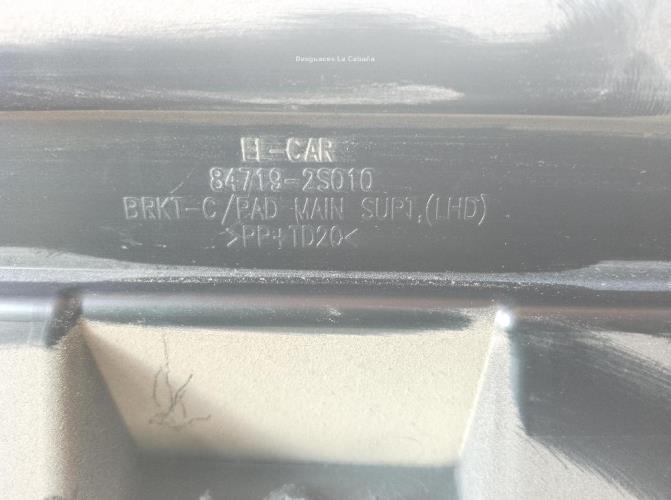 Desguaces La Cabaña
EL-CAR
84719-2S010
BRKT-C/PAD MAIN SUPT,(LHD)
>PP+TD20<